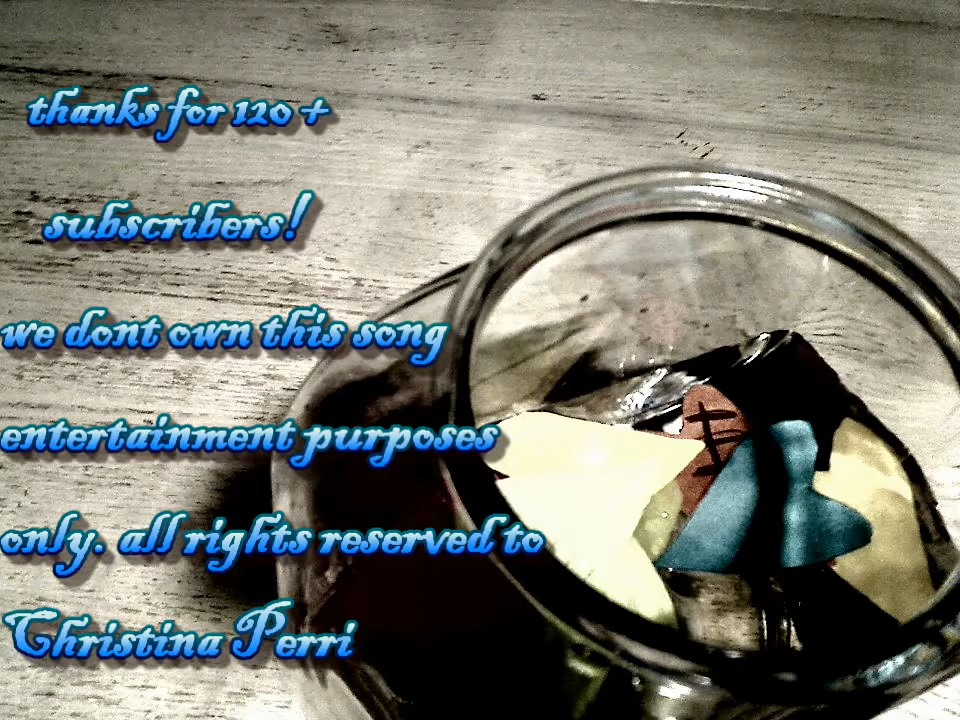 thanks for 120 +
subscribers!
we dont own this song
entertainment purposes
only. all rights reserved to
Christina Perri